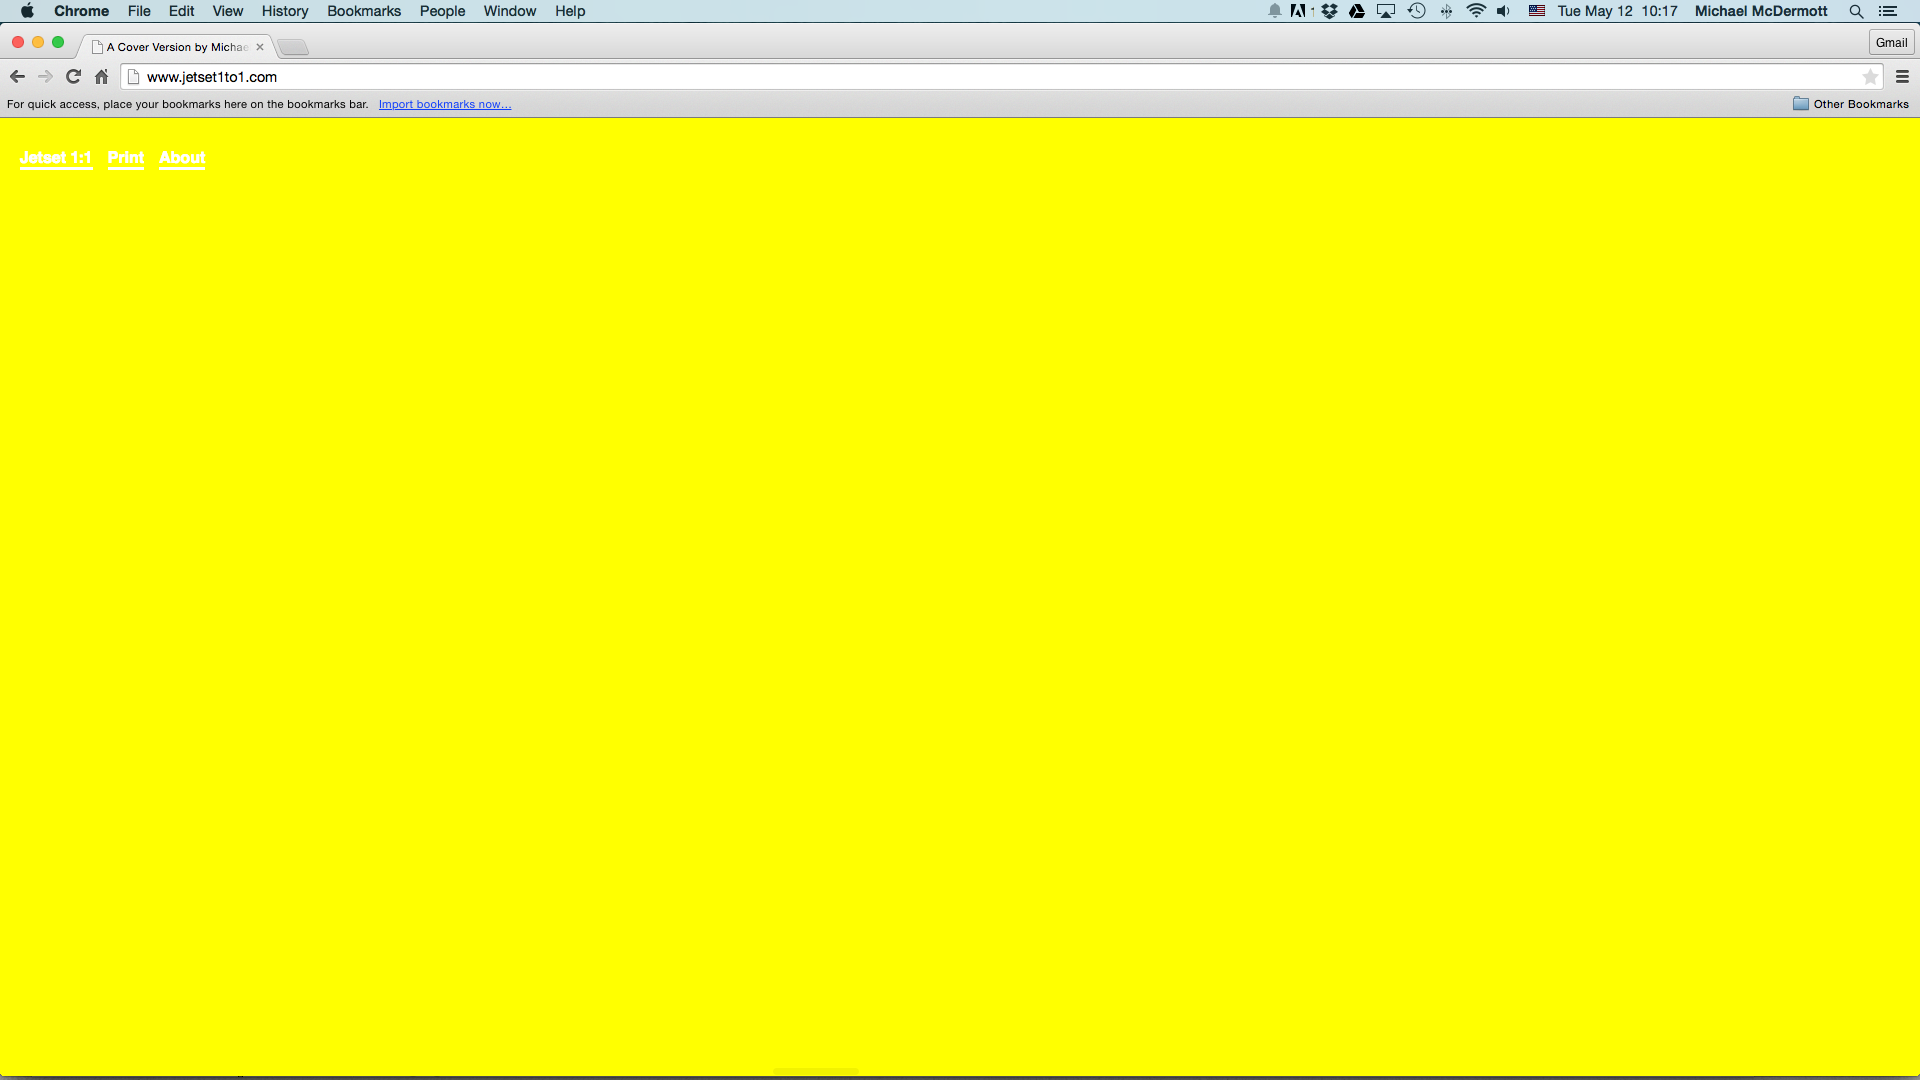 Chrome File Edit View History Bookmarks People Window Help Tue May 12 10:17 Michael McDermott
A Cover Version by Michae
Gmail
www.jetset1to1.com
For quick access, place your bookmarks here on the bookmarks bar. Import bookmarks now... Other Bookmarks
Jetset 1:1 Print About